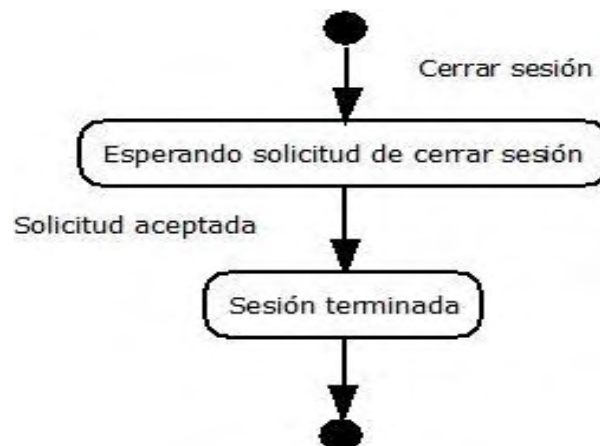 Cerrar sesión
Esperando solicitud de cerrar sesión
Solicitud aceptada
Sesión terminada